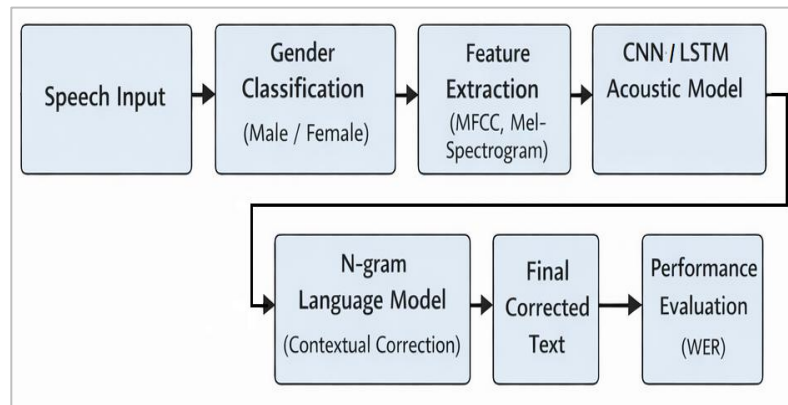 Speech Input
Gender
Classification
(Male / Female)
Feature
Extraction
(MFCC, Mel-
Spectrogram)
CNN / LSTM
Acoustic Model
N-gram
Language Model
(Contextual Correction)
Final
Corrected
Text
Performance
Evaluation
(WER)